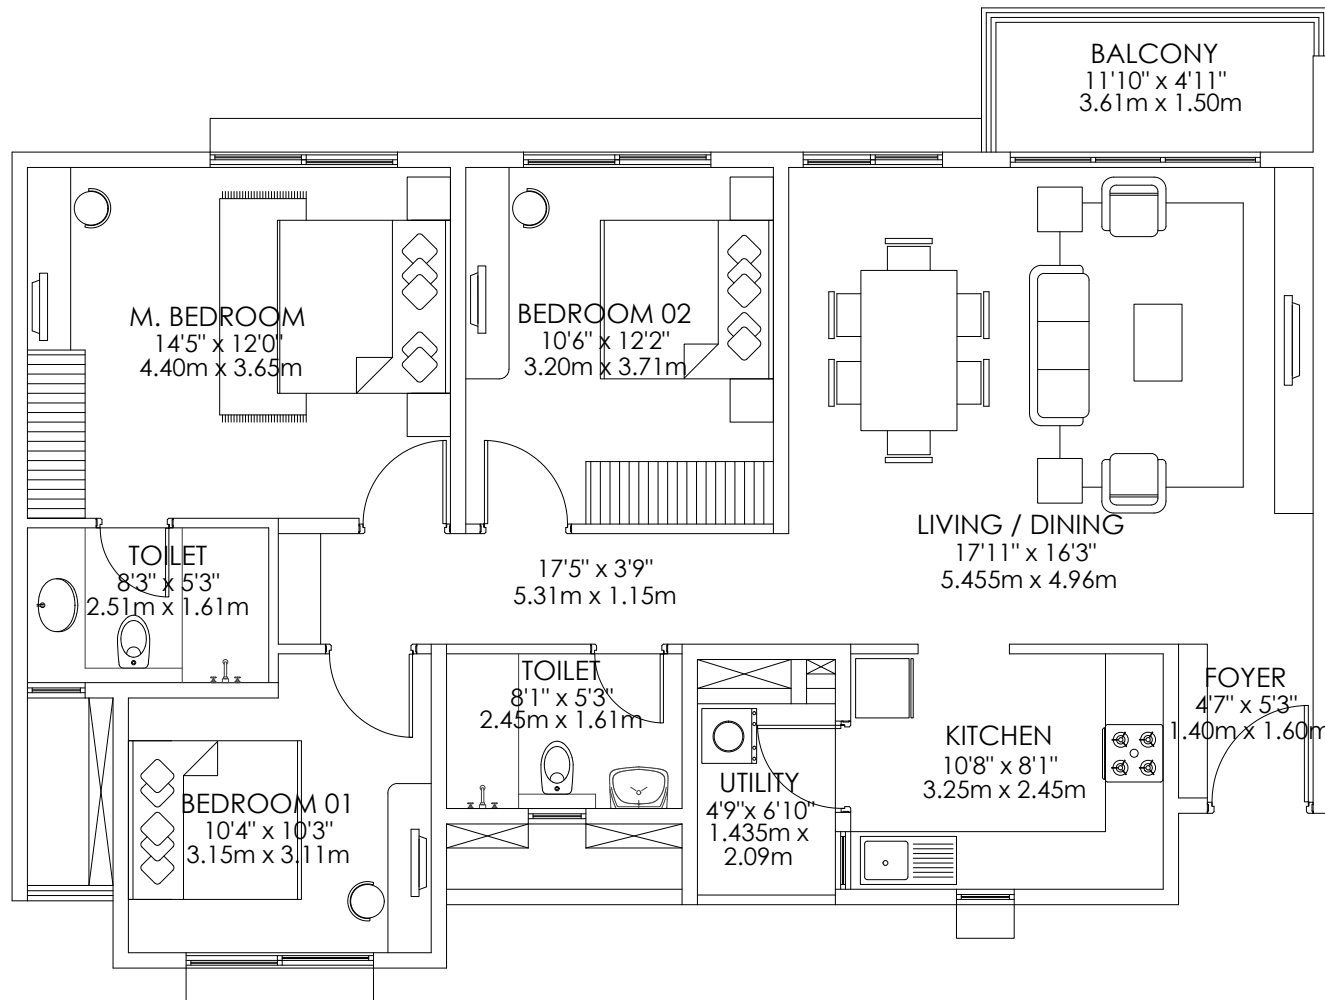 BALCONY
11'10" x 4'11"
3.61m x 1.50m
M. BEDROOM
14'5" x 12'0"
4.40m x 3.65m
BEDROOM 02
10'6" x 12'2"
3.20m x 3.71m
LIVING / DINING
17'11" x 16'3"
5.455m x 4.96m
TOILET
8'3" x 5'3"
2.51m x 1.61m
17'5" x 3'9"
5.31m x 1.15m
TOILET
8'1" x 5'3"
2.45m x 1.61m
FOYER
4'7" x 5'3"
1.40m x 1.60m
KITCHEN
10'8" x 8'1"
3.25m x 2.45m
UTILITY
4'9"x 6'10"
1.435m x
2.09m
BEDROOM 01
10'4" x 10'3"
3.15m x 3.11m